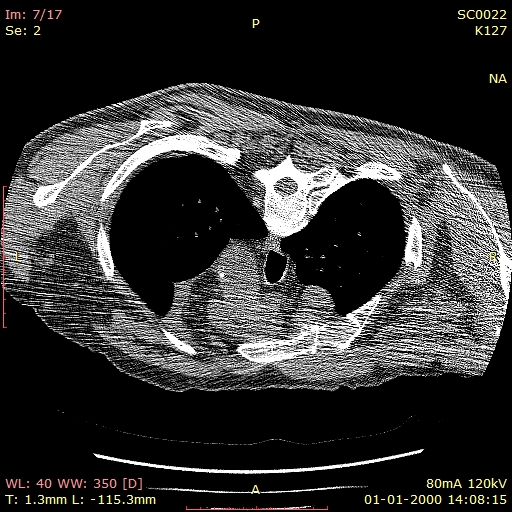 Im: 7/17
Se: 2
P
SC0022
K127
NA
L
R
WL: 40 WW: 350 [D]
T: 1.3mm L: -115.3mm
A
80mA 120kV
01-01-2000 14:08:15